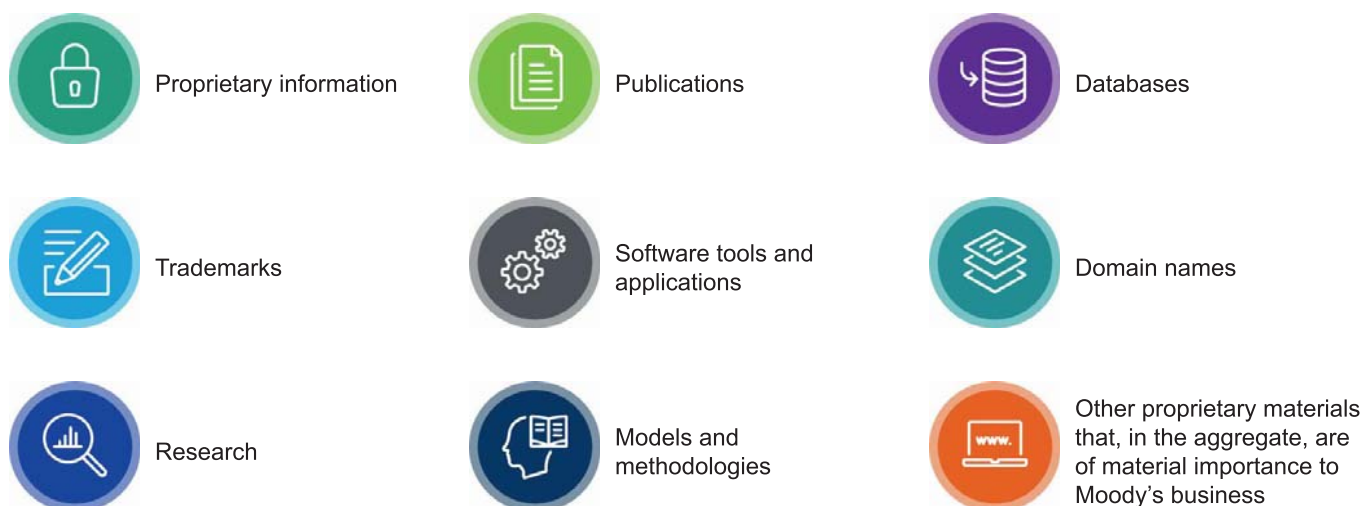 Proprietary information
Publications
Databases
Trademarks
Software tools and
applications
Domain names
Research
Models and
methodologies
www.
Other proprietary materials
that, in the aggregate, are
of material importance to
Moody’s business